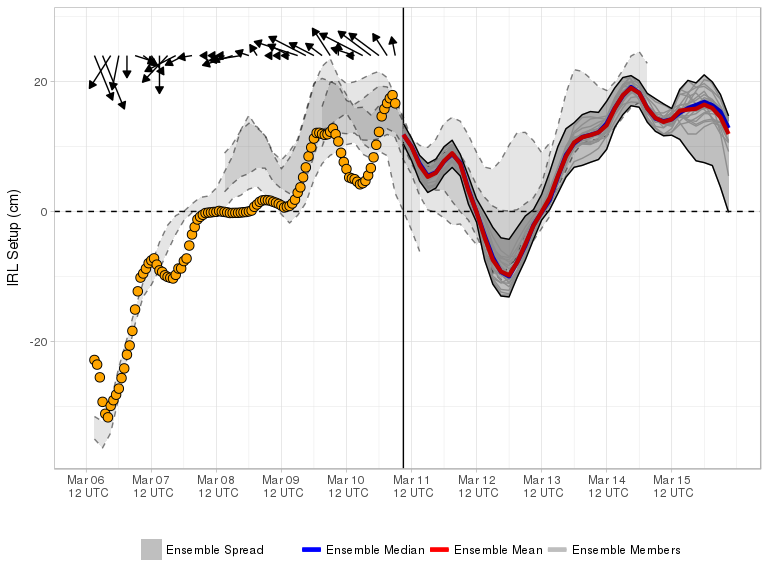 IRL Setup (cm)
20
0
-20
Mar 06 Mar 07 Mar 08 Mar 09 Mar 10 Mar 11 Mar 12 Mar 13 Mar 14 Mar 15
12 UTC 12 UTC 12 UTC 12 UTC 12 UTC 12 UTC 12 UTC 12 UTC 12 UTC 12 UTC
Ensemble Spread Ensemble Median Ensemble Mean Ensemble Members